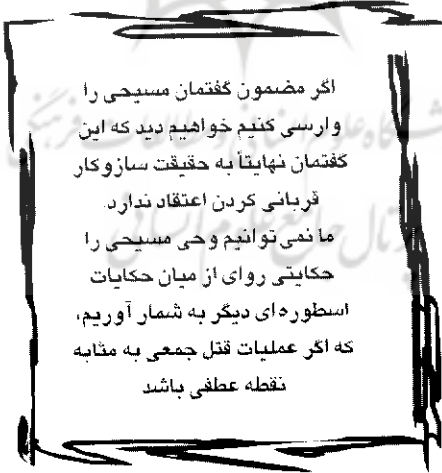 اگر مضمون گفتمان مسیحی را
وارسی کنیم خواهیم دید که این
گفتمان نهایتاً به حقیقت سازوکار
قربانی کردن اعتقاد ندارد.
ما نمی توانیم وحی مسیحی را
حکایتی روای از میان حکایات
اسطوره ای دیگر به شمار آوریم،
که اگر عملیات قتل جمعی به مثابه
نقطه عطفی باشد